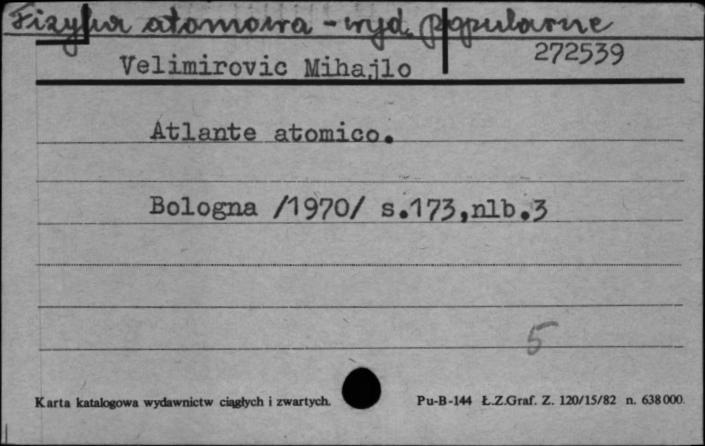 Fizyka atomowa - wyd. popularne
Velimirovic Mihajlo 272539
Atlante atomico.
Bologna /1970/ s.173,nlb.3
5
Karta katalogowa wydawnictw ciągłych i zwartych. Pu-B-144 Ł.Z.Graf. Z. 120/15/82 n. 638000.